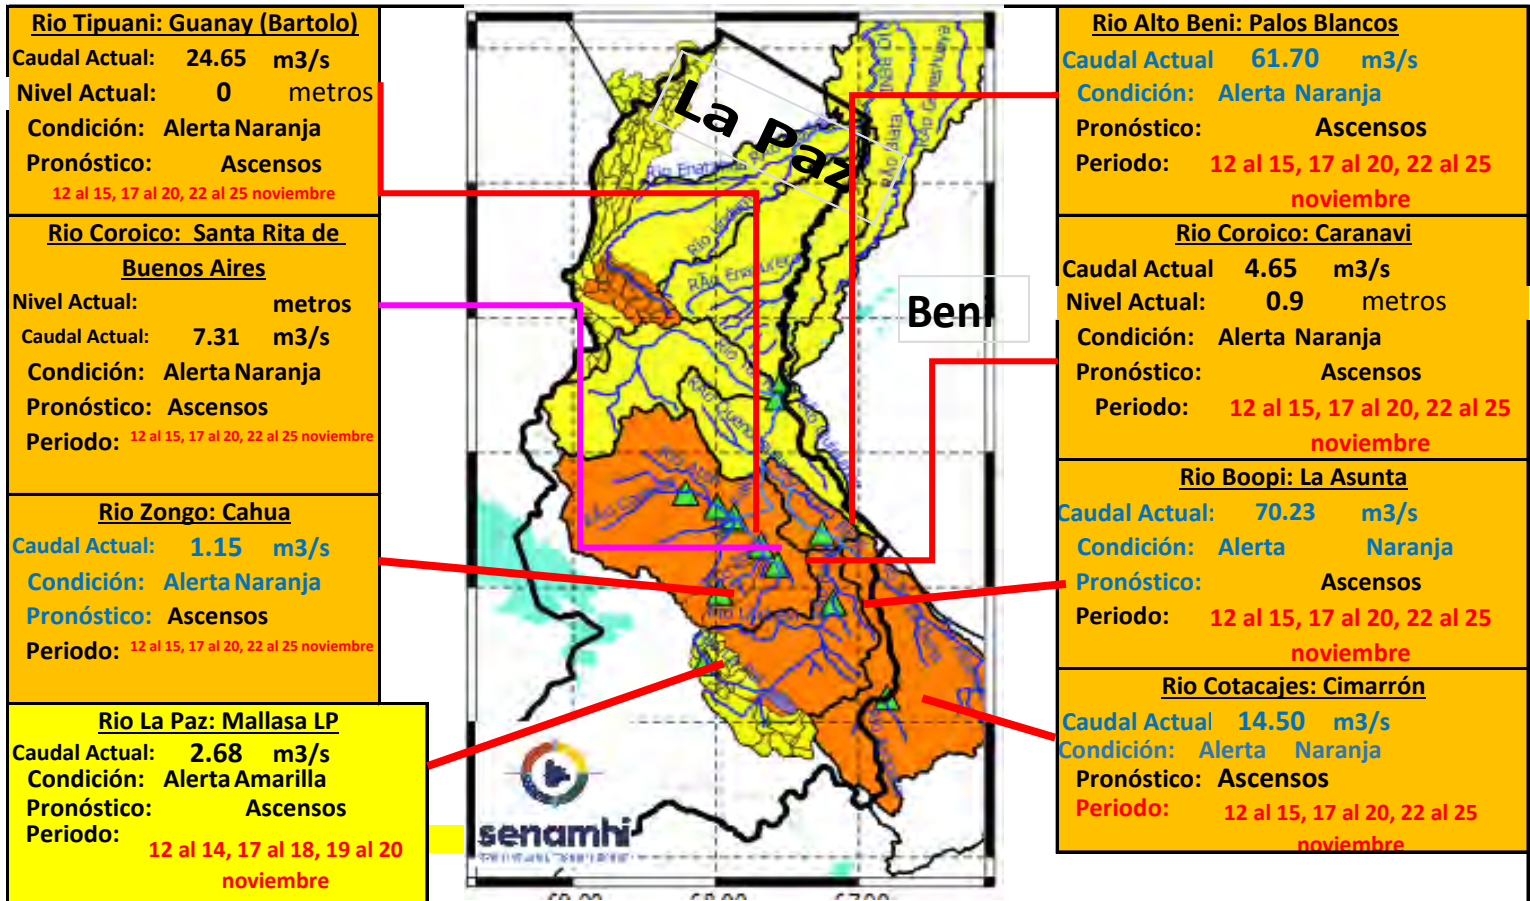 Rio Tipuani: Guanay (Bartolo)
Caudal Actual: 24.65 m3/s
Nivel Actual: 0 metros
Condición: Alerta Naranja
Pronóstico: Ascensos
12 al 15, 17 al 20, 22 al 25 noviembre
Rio Coroico: Santa Rita de
Buenos Aires
Nivel Actual: metros
Caudal Actual: 7.31 m3/s
Condición: Alerta Naranja
Pronóstico: Ascensos
Periodo: 12 al 15, 17 al 20, 22 al 25 noviembre
Rio Zongo: Cahua
Caudal Actual: 1.15 m3/s
Condición: Alerta Naranja
Pronóstico: Ascensos
Periodo: 12 al 15, 17 al 20, 22 al 25 noviembre
Rio La Paz: Mallasa LP
Caudal Actual: 2.68 m3/s
Condición: Alerta Amarilla
Pronóstico: Ascensos
Periodo:
12 al 14, 17 al 18, 19 al 20
noviembre
La Paz
Beni
senamhi
Rio Alto Beni: Palos Blancos
Caudal Actual 61.70 m3/s
Condición: Alerta Naranja
Pronóstico: Ascensos
Periodo: 12 al 15, 17 al 20, 22 al 25
noviembre
Rio Coroico: Caranavi
Caudal Actual 4.65 m3/s
Nivel Actual: 0.9 metros
Condición: Alerta Naranja
Pronóstico: Ascensos
Periodo: 12 al 15, 17 al 20, 22 al 25
noviembre
Rio Boopi: La Asunta
Caudal Actual: 70.23 m3/s
Condición: Alerta Naranja
Pronóstico: Ascensos
Periodo: 12 al 15, 17 al 20, 22 al 25
noviembre
Rio Cotacajes: Cimarrón
Caudal Actual 14.50 m3/s
Condición: Alerta Naranja
Pronóstico: Ascensos
Periodo: 12 al 15, 17 al 20, 22 al 25
noviembre